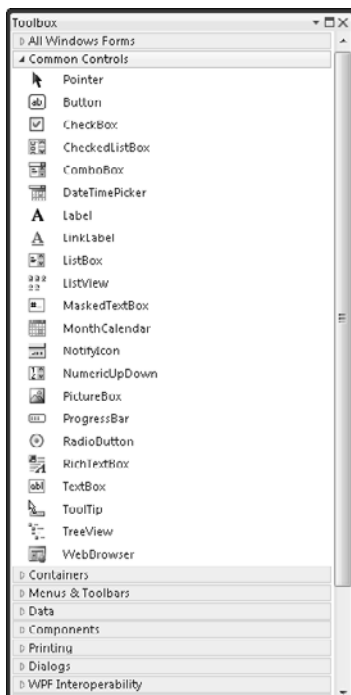 Toolbox
All Windows Forms
Common Controls
Pointer
Button
CheckBox
CheckedListBox
ComboBox
DateTimePicker
Label
LinkLabel
ListBox
ListView
MaskedTextBox
MonthCalendar
NotifyIcon
NumericUpDown
PictureBox
ProgressBar
RadioButton
RichTextBox
TextBox
ToolTip
TreeView
WebBrowser
Containers
Menus & Toolbars
Data
Components
Printing
Dialogs
WPF Interoperability